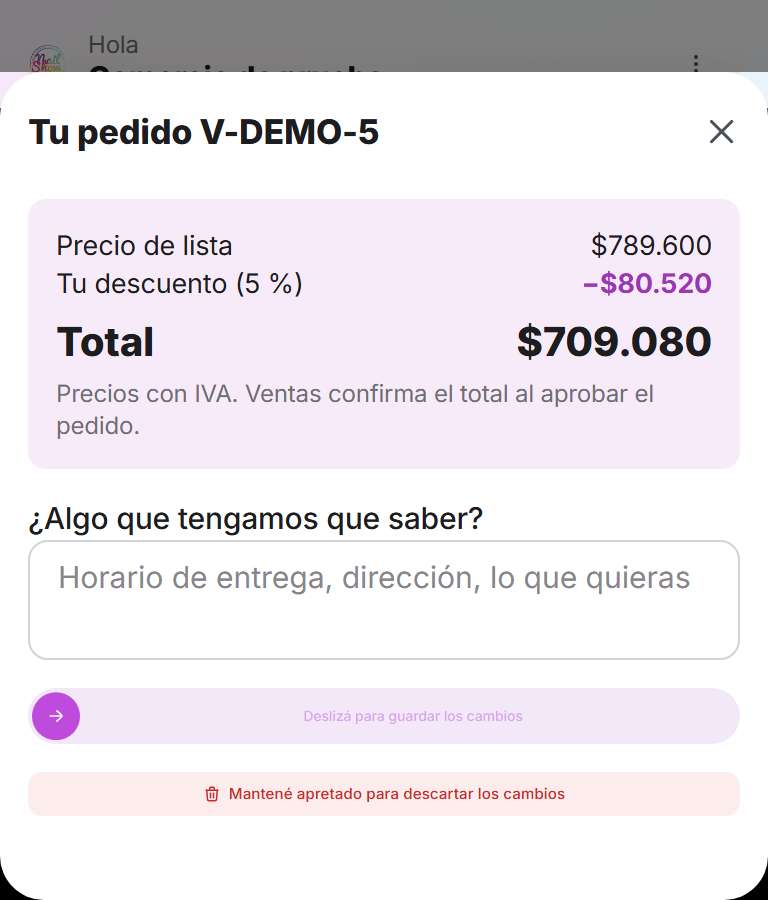 Hola
Tu pedido V-DEMO-5
Precio de lista $789.600
Tu descuento (5 %) –$80.520
Total $709.080
Precios con IVA. Ventas confirma el total al aprobar el
pedido.
¿Algo que tengamos que saber?
Horario de entrega, dirección, lo que quieras
Deslizá para guardar los cambios
Mantené apretado para descartar los cambios